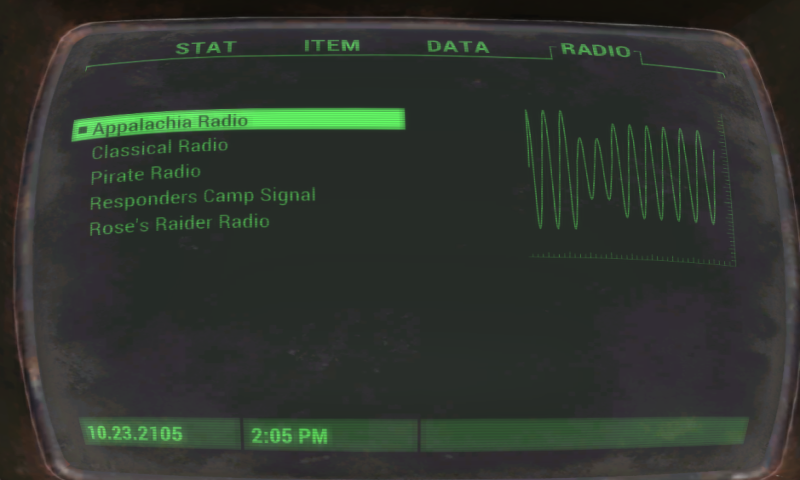 STAT ITEM DATA RADIO
Appalachia Radio
Classical Radio
Pirate Radio
Responders Camp Signal
Rose's Raider Radio
10.23.2105 2:05 PM